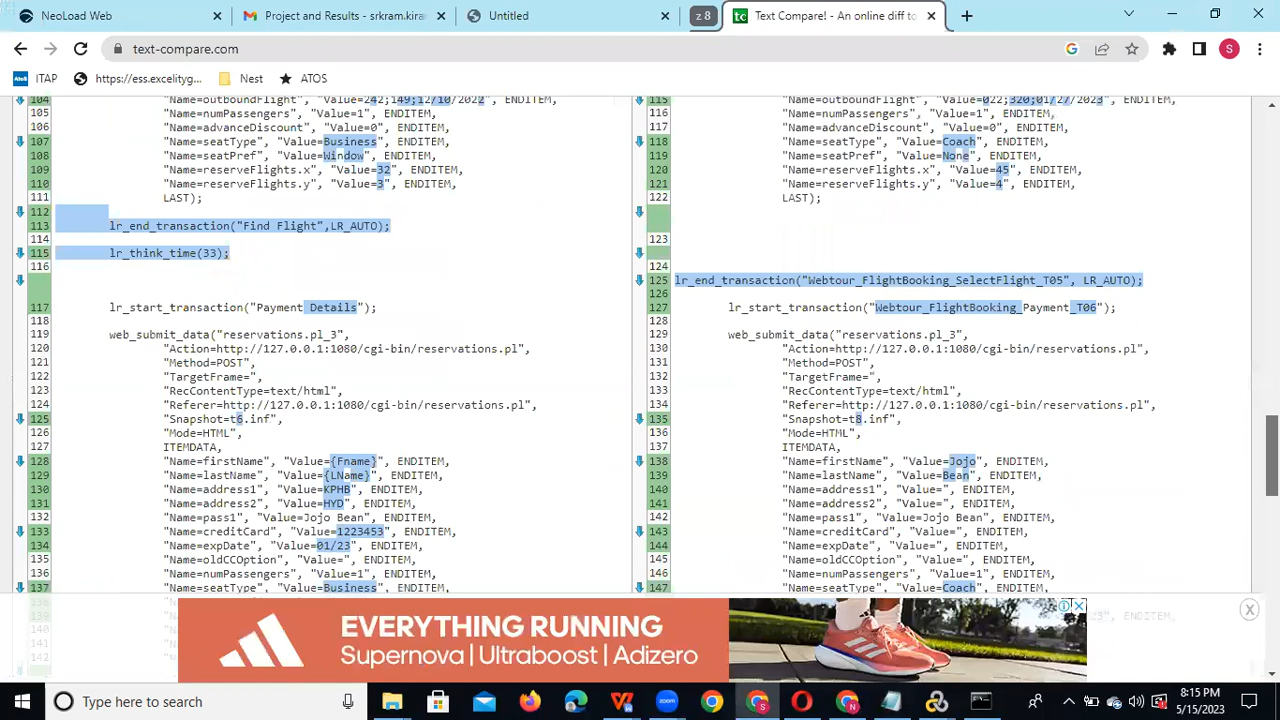 NeoLoad Web
Project and Results - srkram.kiran
Untitled
z 8
Text Compare! - An online diff to
text-compare.com
ITAP
https://ess.excelityg...
Nest
ATOS
104 "Name=outboundFlight", "Value=242;149;12/10/2022", ENDITEM,
105 "Name=numPassengers", "Value=1", ENDITEM,
106 "Name=advanceDiscount", "Value=0", ENDITEM,
107 "Name=seatType", "Value=Business", ENDITEM,
108 "Name=seatPref", "Value=Window", ENDITEM,
109 "Name=reserveFlights.x", "Value=32", ENDITEM,
110 "Name=reserveFlights.y", "Value=3", ENDITEM,
111 LAST);
112
113 lr_end_transaction("Find Flight",LR_AUTO);
114
115 lr_think_time(33);
116
117 lr_start_transaction("Payment Details");
118
119 web_submit_data("reservations.pl_3",
120 "Action=http://127.0.0.1:1080/cgi-bin/reservations.pl",
121 "Method=POST",
122 "TargetFrame=",
123 "RecContentType=text/html",
124 "Referer=http://127.0.0.1:1080/cgi-bin/reservations.pl",
125 "Snapshot=t6.inf",
126 "Mode=HTML",
127 ITEMDATA,
128 "Name=firstName", "Value={Fname}", ENDITEM,
129 "Name=lastName", "Value={LName}", ENDITEM,
130 "Name=address1", "Value=KPHB", ENDITEM,
131 "Name=address2", "Value=HYD", ENDITEM,
132 "Name=pass1", "Value=Jojo Bean", ENDITEM,
133 "Name=creditCard", "Value=1223453", ENDITEM,
134 "Name=expDate", "Value=01/23", ENDITEM,
135 "Name=oldCCOption", "Value=", ENDITEM,
136 "Name=numPassengers", "Value=1", ENDITEM,
137 "Name=seatType", "Value=Business", ENDITEM,
138
139
140
141
142
115 "Name=outboundFlight", "Value=022;320;01/27/2023", ENDITEM,
116 "Name=numPassengers", "Value=1", ENDITEM,
117 "Name=advanceDiscount", "Value=0", ENDITEM,
118 "Name=seatType", "Value=Coach", ENDITEM,
119 "Name=seatPref", "Value=None", ENDITEM,
120 "Name=reserveFlights.x", "Value=45", ENDITEM,
121 "Name=reserveFlights.y", "Value=4", ENDITEM,
122 LAST);
123
124
125 lr_end_transaction("Webtour_FlightBooking_SelectFlight_T05", LR_AUTO);
126
127 lr_start_transaction("Webtour_FlightBooking_Payment_T06");
128
129 web_submit_data("reservations.pl_3",
130 "Action=http://127.0.0.1:1080/cgi-bin/reservations.pl",
131 "Method=POST",
132 "TargetFrame=",
133 "RecContentType=text/html",
134 "Referer=http://127.0.0.1:1080/cgi-bin/reservations.pl",
135 "Snapshot=t8.inf",
136 "Mode=HTML",
137 ITEMDATA,
138 "Name=firstName", "Value=Jojo", ENDITEM,
139 "Name=lastName", "Value=Bean", ENDITEM,
140 "Name=address1", "Value=", ENDITEM,
141 "Name=address2", "Value=", ENDITEM,
142 "Name=pass1", "Value=Jojo Bean", ENDITEM,
143 "Name=creditCard", "Value=", ENDITEM,
144 "Name=expDate", "Value=", ENDITEM,
145 "Name=oldCCOption", "Value=", ENDITEM,
146 "Name=numPassengers", "Value=1", ENDITEM,
147 "Name=seatType", "Value=Coach", ENDITEM,
EVERYTHING RUNNING
Supernova | Ultraboost | Adizero
Type here to search
8:15 PM
5/15/2023